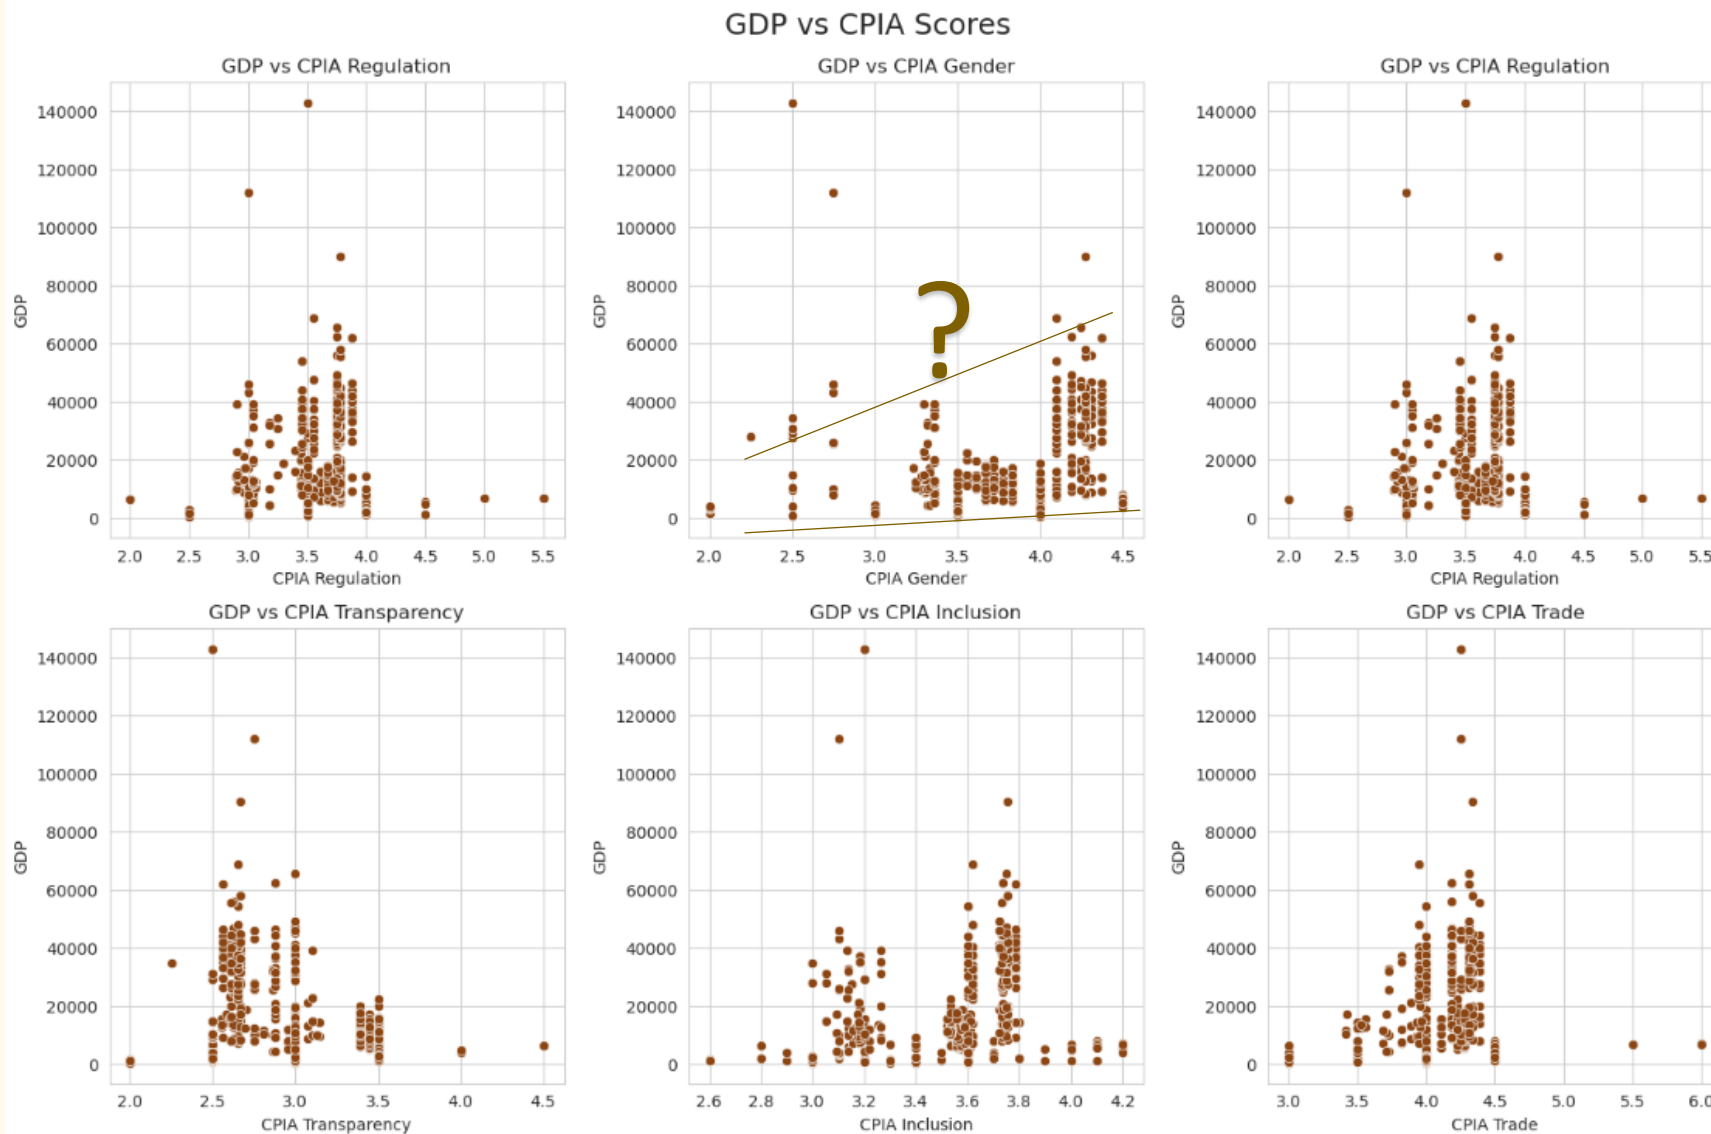 GDP vs CPIA Scores
GDP vs CPIA Regulation
140000
120000
100000
80000
60000
40000
20000
0
GDP
2.0 2.5 3.0 3.5 4.0 4.5 5.0 5.5
CPIA Regulation
GDP vs CPIA Gender
140000
120000
100000
80000
60000
40000
20000
0
GDP
?
2.0 2.5 3.0 3.5 4.0 4.5
CPIA Gender
GDP vs CPIA Regulation
140000
120000
100000
80000
60000
40000
20000
0
GDP
2.0 2.5 3.0 3.5 4.0 4.5 5.0 5.5
CPIA Regulation
GDP vs CPIA Transparency
140000
120000
100000
80000
60000
40000
20000
0
GDP
2.0 2.5 3.0 3.5 4.0 4.5
CPIA Transparency
GDP vs CPIA Inclusion
140000
120000
100000
80000
60000
40000
20000
0
GDP
2.6 2.8 3.0 3.2 3.4 3.6 3.8 4.0 4.2
CPIA Inclusion
GDP vs CPIA Trade
140000
120000
100000
80000
60000
40000
20000
0
GDP
3.0 3.5 4.0 4.5 5.0 5.5 6.0
CPIA Trade